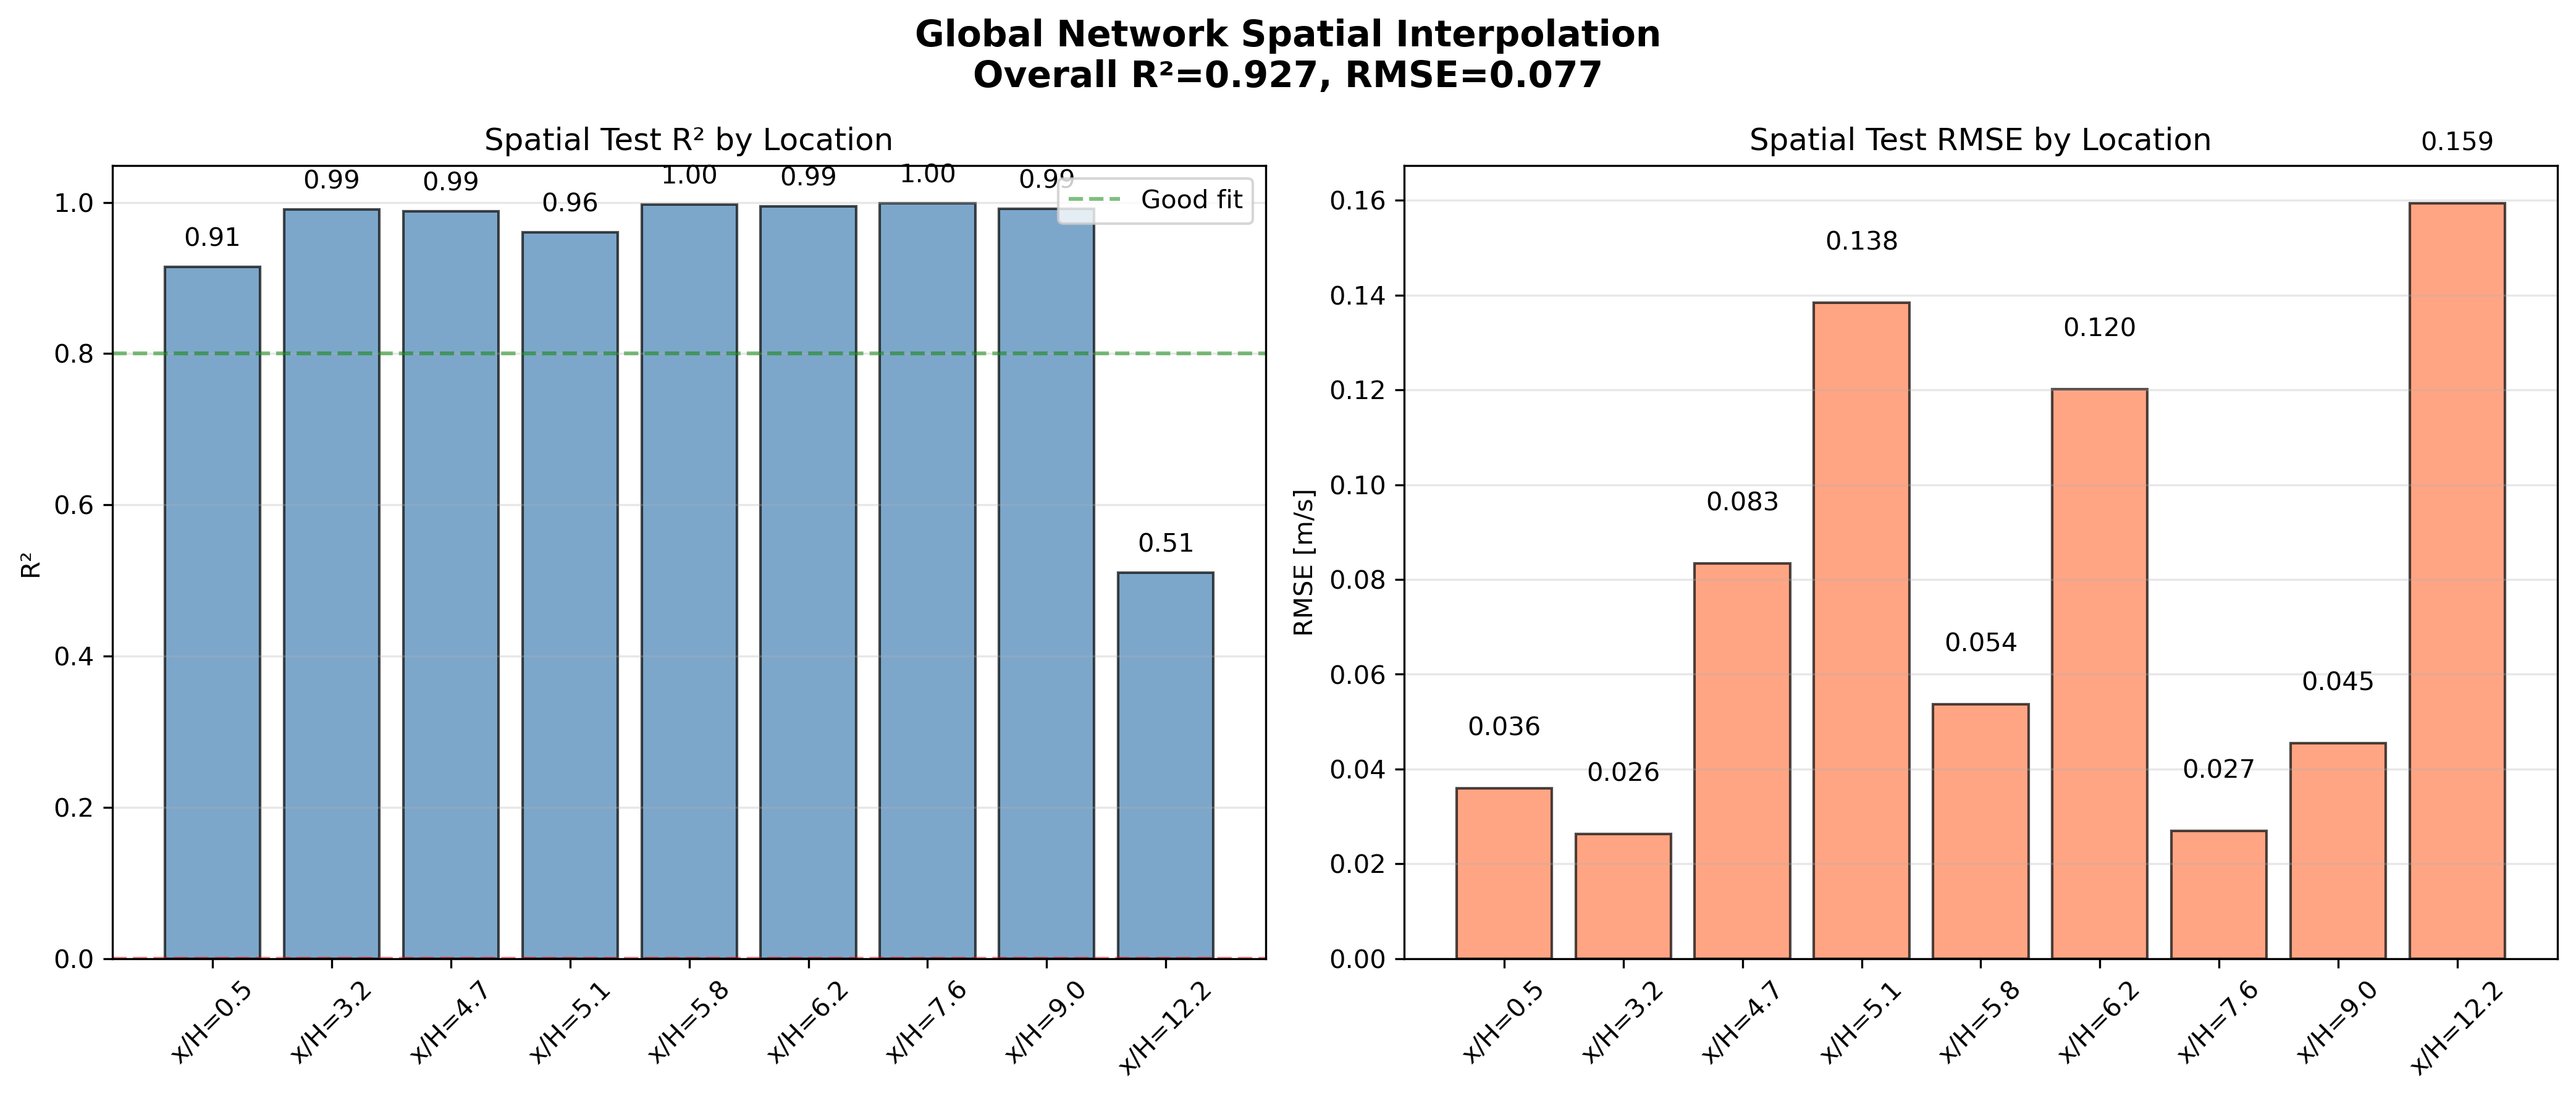 Global Network Spatial Interpolation
Overall R²=0.927, RMSE=0.077
Spatial Test R² by Location
R²
1.0
0.8
0.6
0.4
0.2
0.0
0.91
0.99
0.99
0.96
1.00
0.99
1.00
0.99
0.51
Good fit
x/H=0.5
x/H=3.2
x/H=4.7
x/H=5.1
x/H=5.8
x/H=6.2
x/H=7.6
x/H=9.0
x/H=12.2
Spatial Test RMSE by Location
RMSE [m/s]
0.16
0.14
0.12
0.10
0.08
0.06
0.04
0.02
0.00
0.036
0.026
0.083
0.138
0.054
0.120
0.027
0.045
0.159
x/H=0.5
x/H=3.2
x/H=4.7
x/H=5.1
x/H=5.8
x/H=6.2
x/H=7.6
x/H=9.0
x/H=12.2